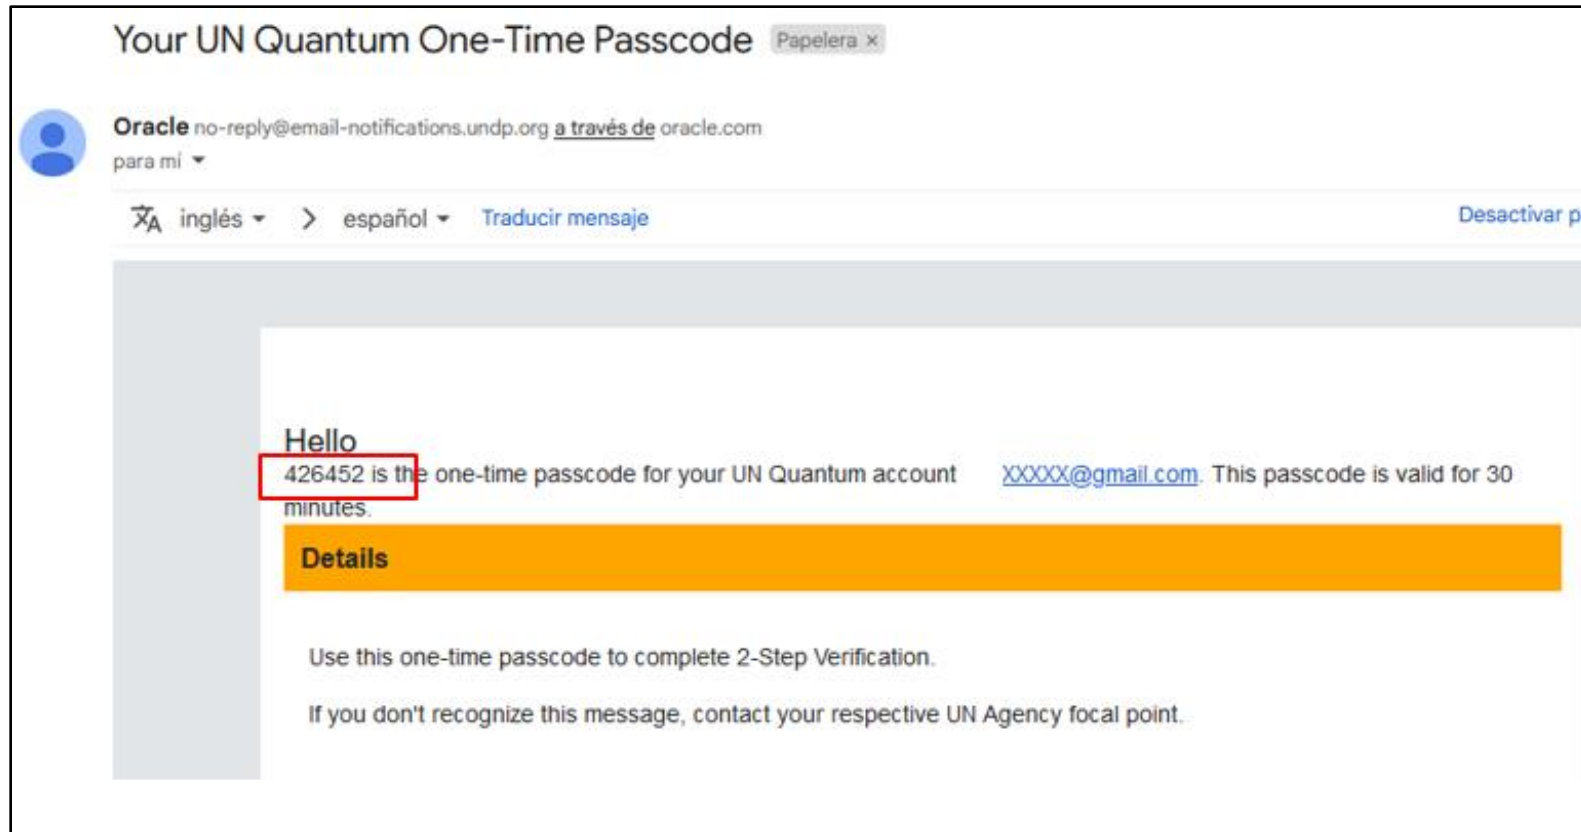 Your UN Quantum One-Time Passcode Papelera ×
Oracle no-reply@email-notifications.undp.org a través de oracle.com
para mí
inglés > español Traducir mensaje Desactivar p
Hello
426452 is the one-time passcode for your UN Quantum account XXXXX@gmail.com. This passcode is valid for 30
minutes.
Details
Use this one-time passcode to complete 2-Step Verification.
If you don't recognize this message, contact your respective UN Agency focal point.